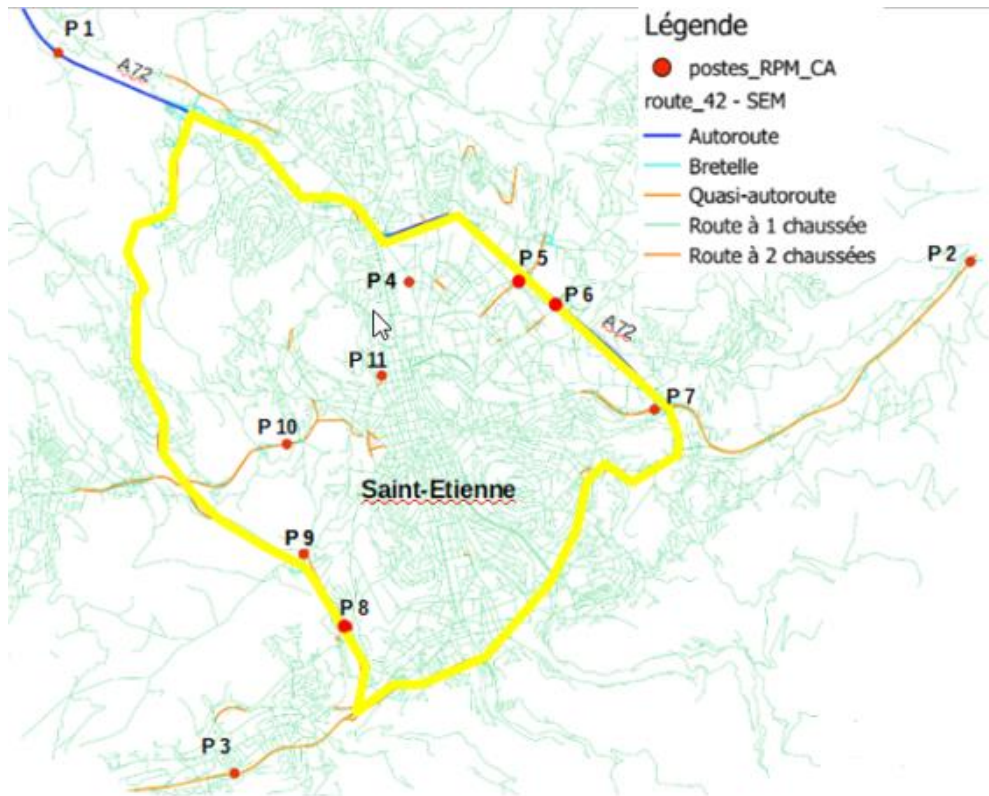 P 1
A72
Légende
postes_RPM_CA
route_42 - SEM
Autoroute
Bretelle
Quasi-autoroute
Route à 1 chaussée
Route à 2 chaussées
P 2
P 5
P 4
P 6
A72
P 11
P 7
P 10
Saint-Etienne
P 9
P 8
P 3